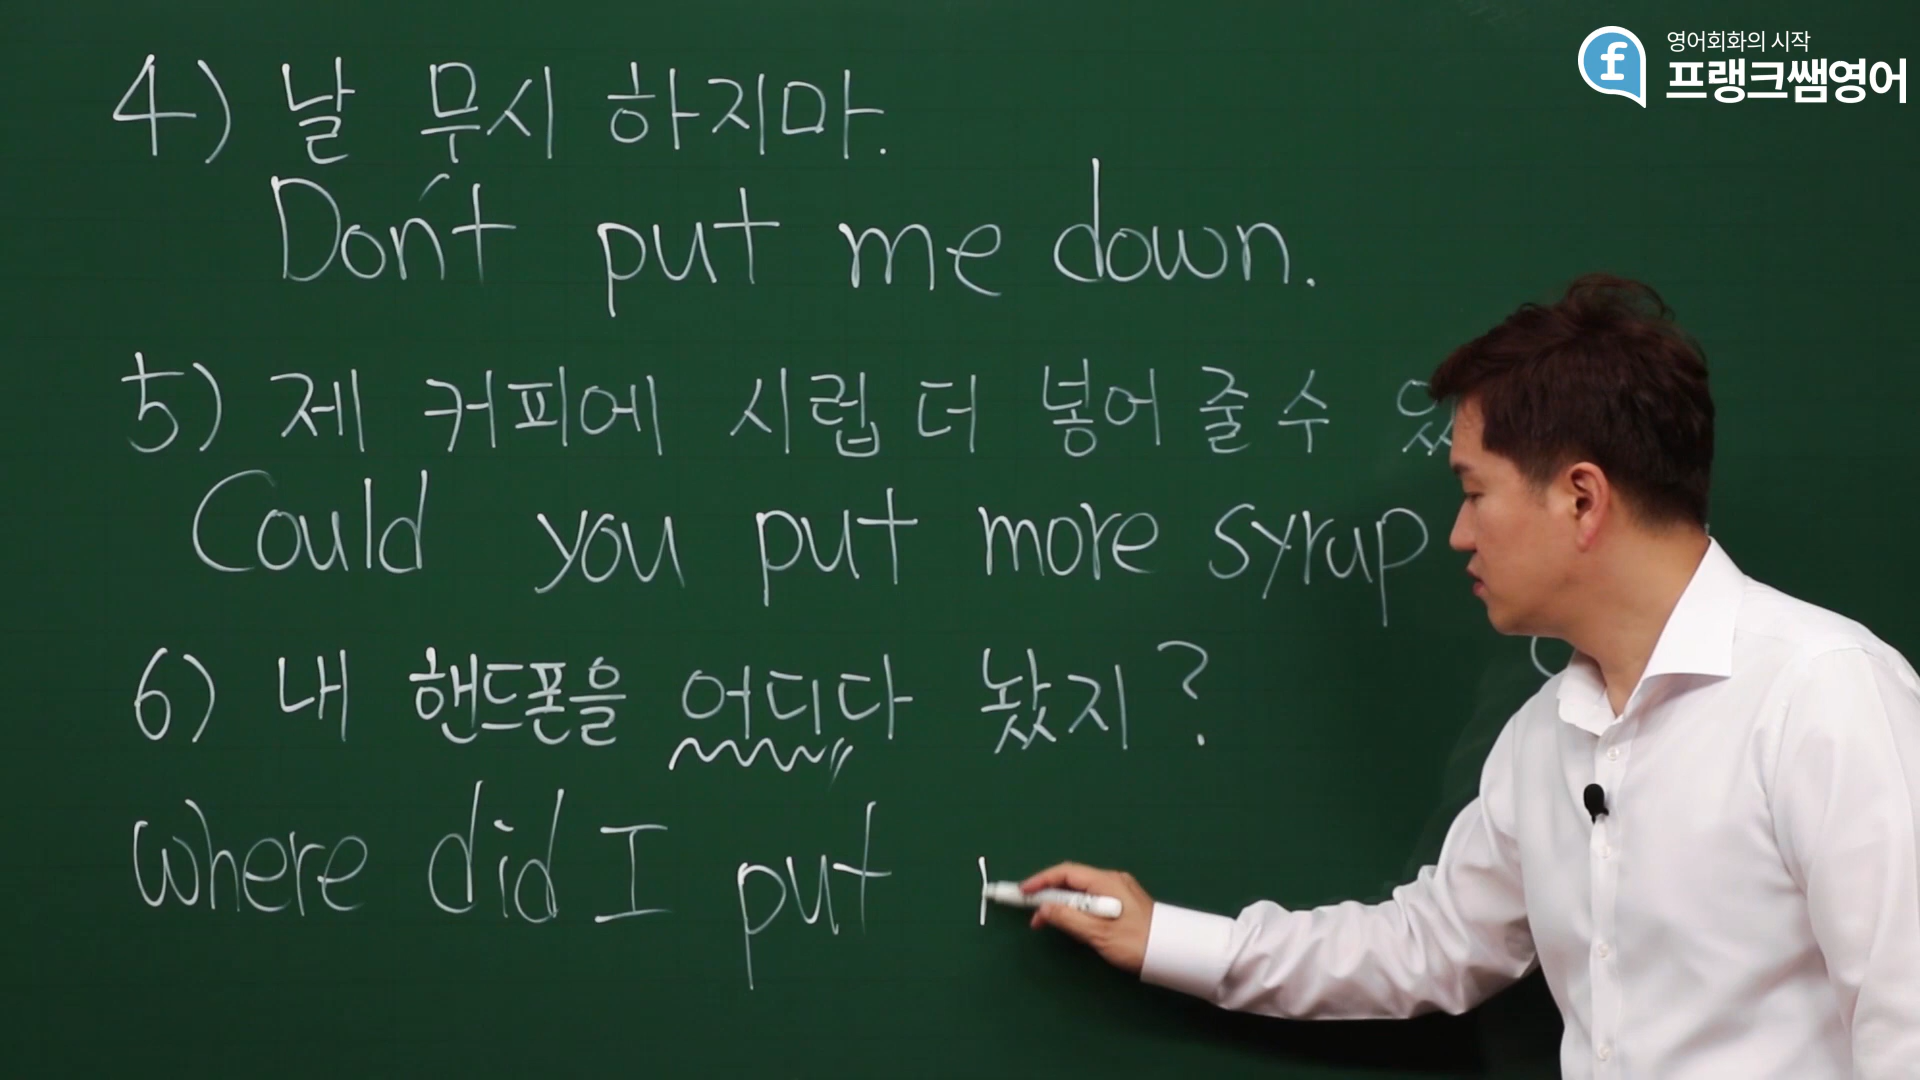 영어회화의 시작
프랭크쌤영어
4) 날 무시 하지마.
Don't put me down.
5) 제 커피에 시럽 더 넣어 줄 수
Could you put more syrup
6) 내 핸드폰을 어디다 놨지?
Where did I put